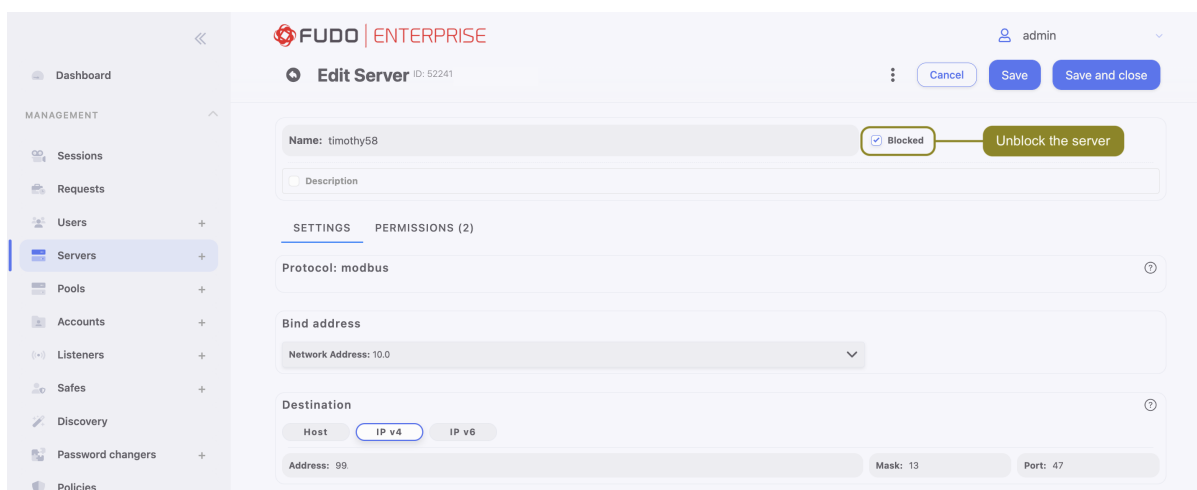 FUDO ENTERPRISE
admin
Dashboard
Edit Server ID: 52241
Cancel
Save
Save and close
MANAGEMENT
Name: timothy58
Blocked
Unblock the server
Sessions
Description
Requests
Users +
SETTINGS PERMISSIONS (2)
Servers +
Protocol: modbus
?
Pools +
Accounts +
Bind address
Listeners +
Network Address: 10.0
Safes +
Destination
?
Discovery
Host IP v4 IP v6
Password changers +
Address: 99. Mask: 13 Port: 47
Policies